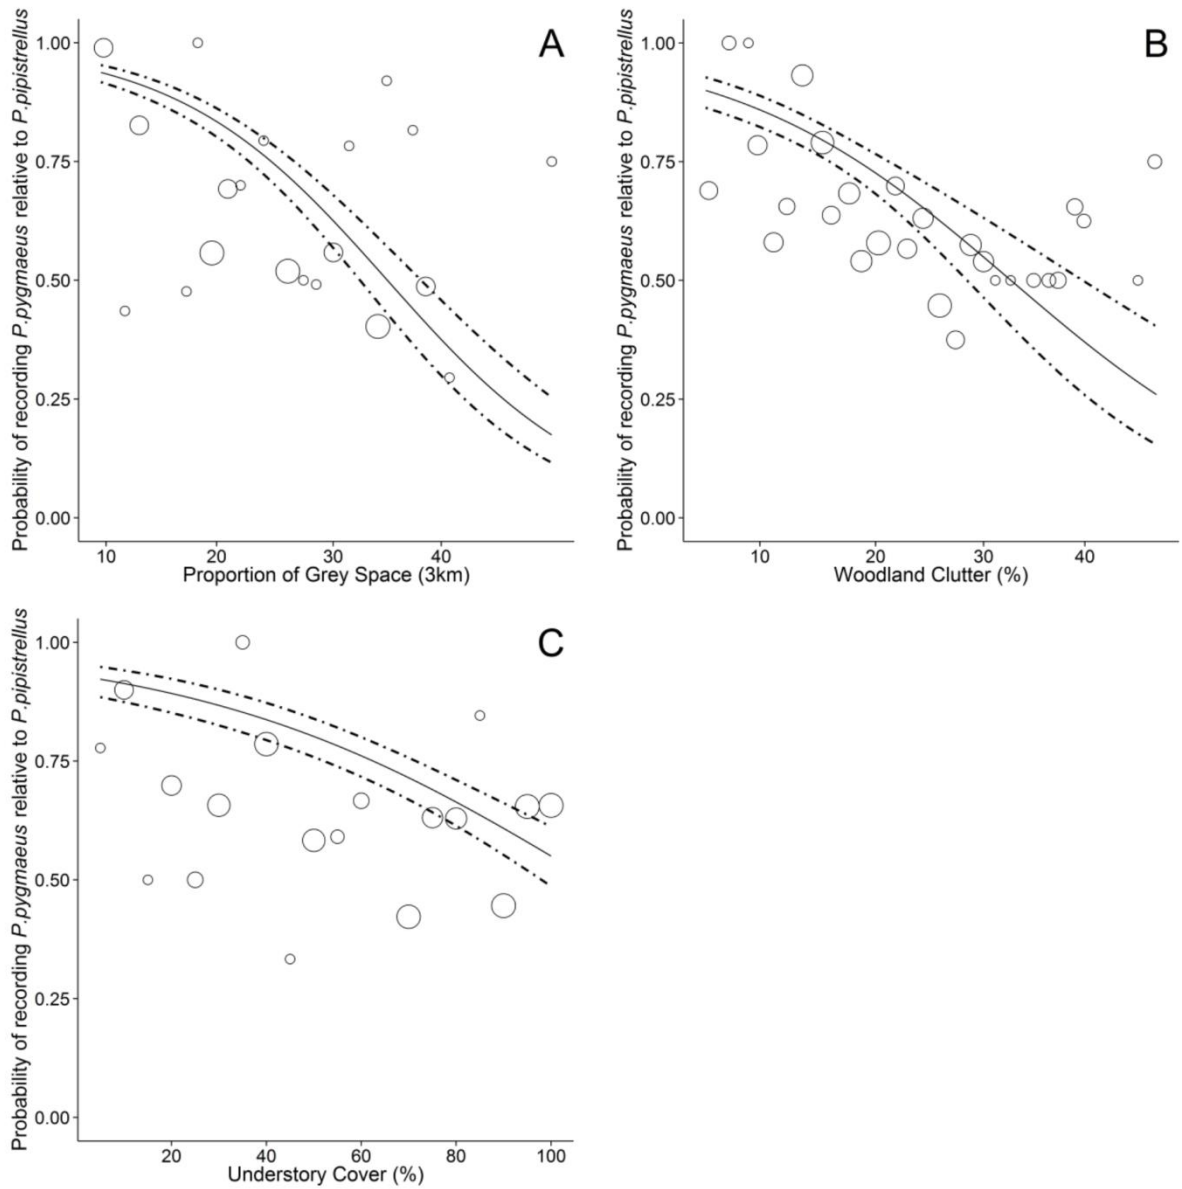 A
Probability of recording P.pygmaeus relative to P.pipistrellus
1.00
0.75
0.50
0.25
0.00
10 20 30 40
Proportion of Grey Space (3km)
B
Probability of recording P.pygmaeus relative to P.pipistrellus
1.00
0.75
0.50
0.25
0.00
10 20 30 40
Woodland Clutter (%)
C
Probability of recording P.pygmaeus relative to P.pipistrellus
1.00
0.75
0.50
0.25
0.00
20 40 60 80 100
Understory Cover (%)